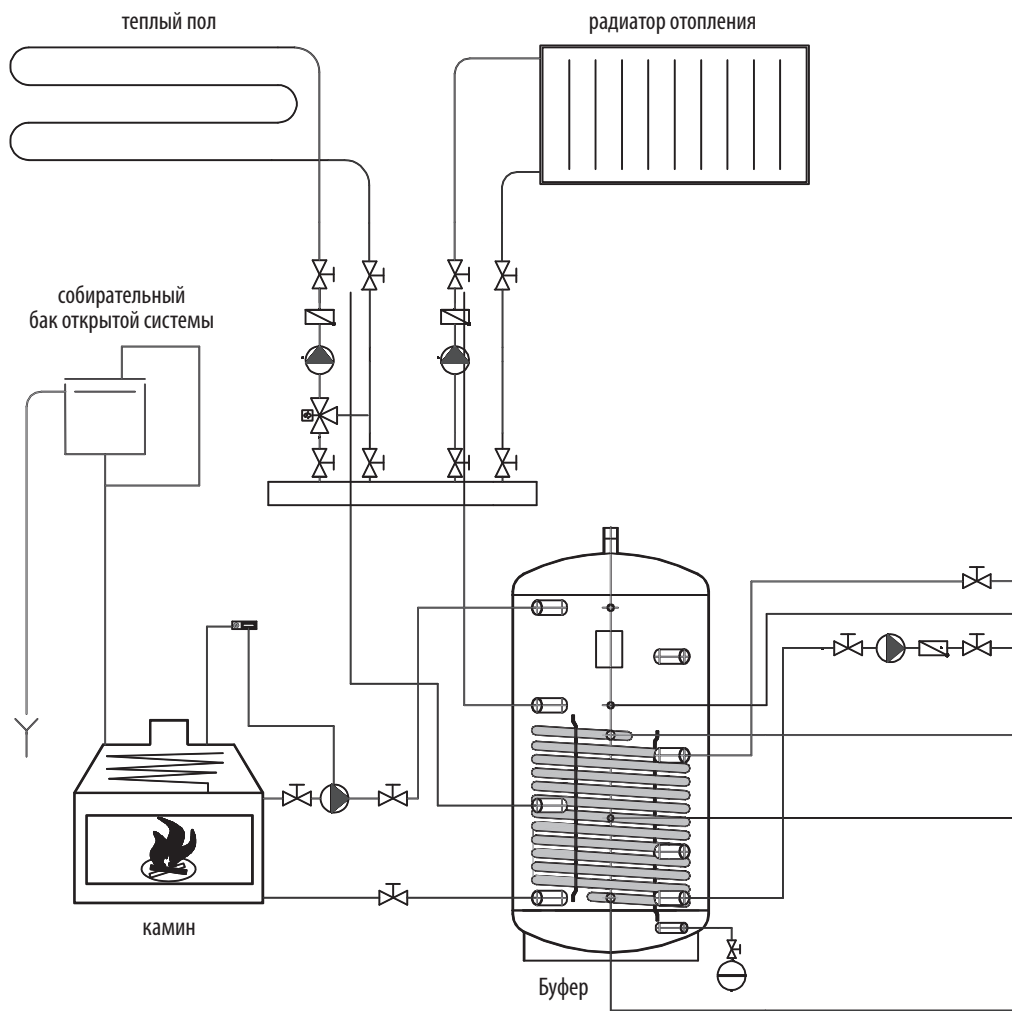 теплый пол
радиатор отопления
собирательный
бак открытой системы
камин
Буфер